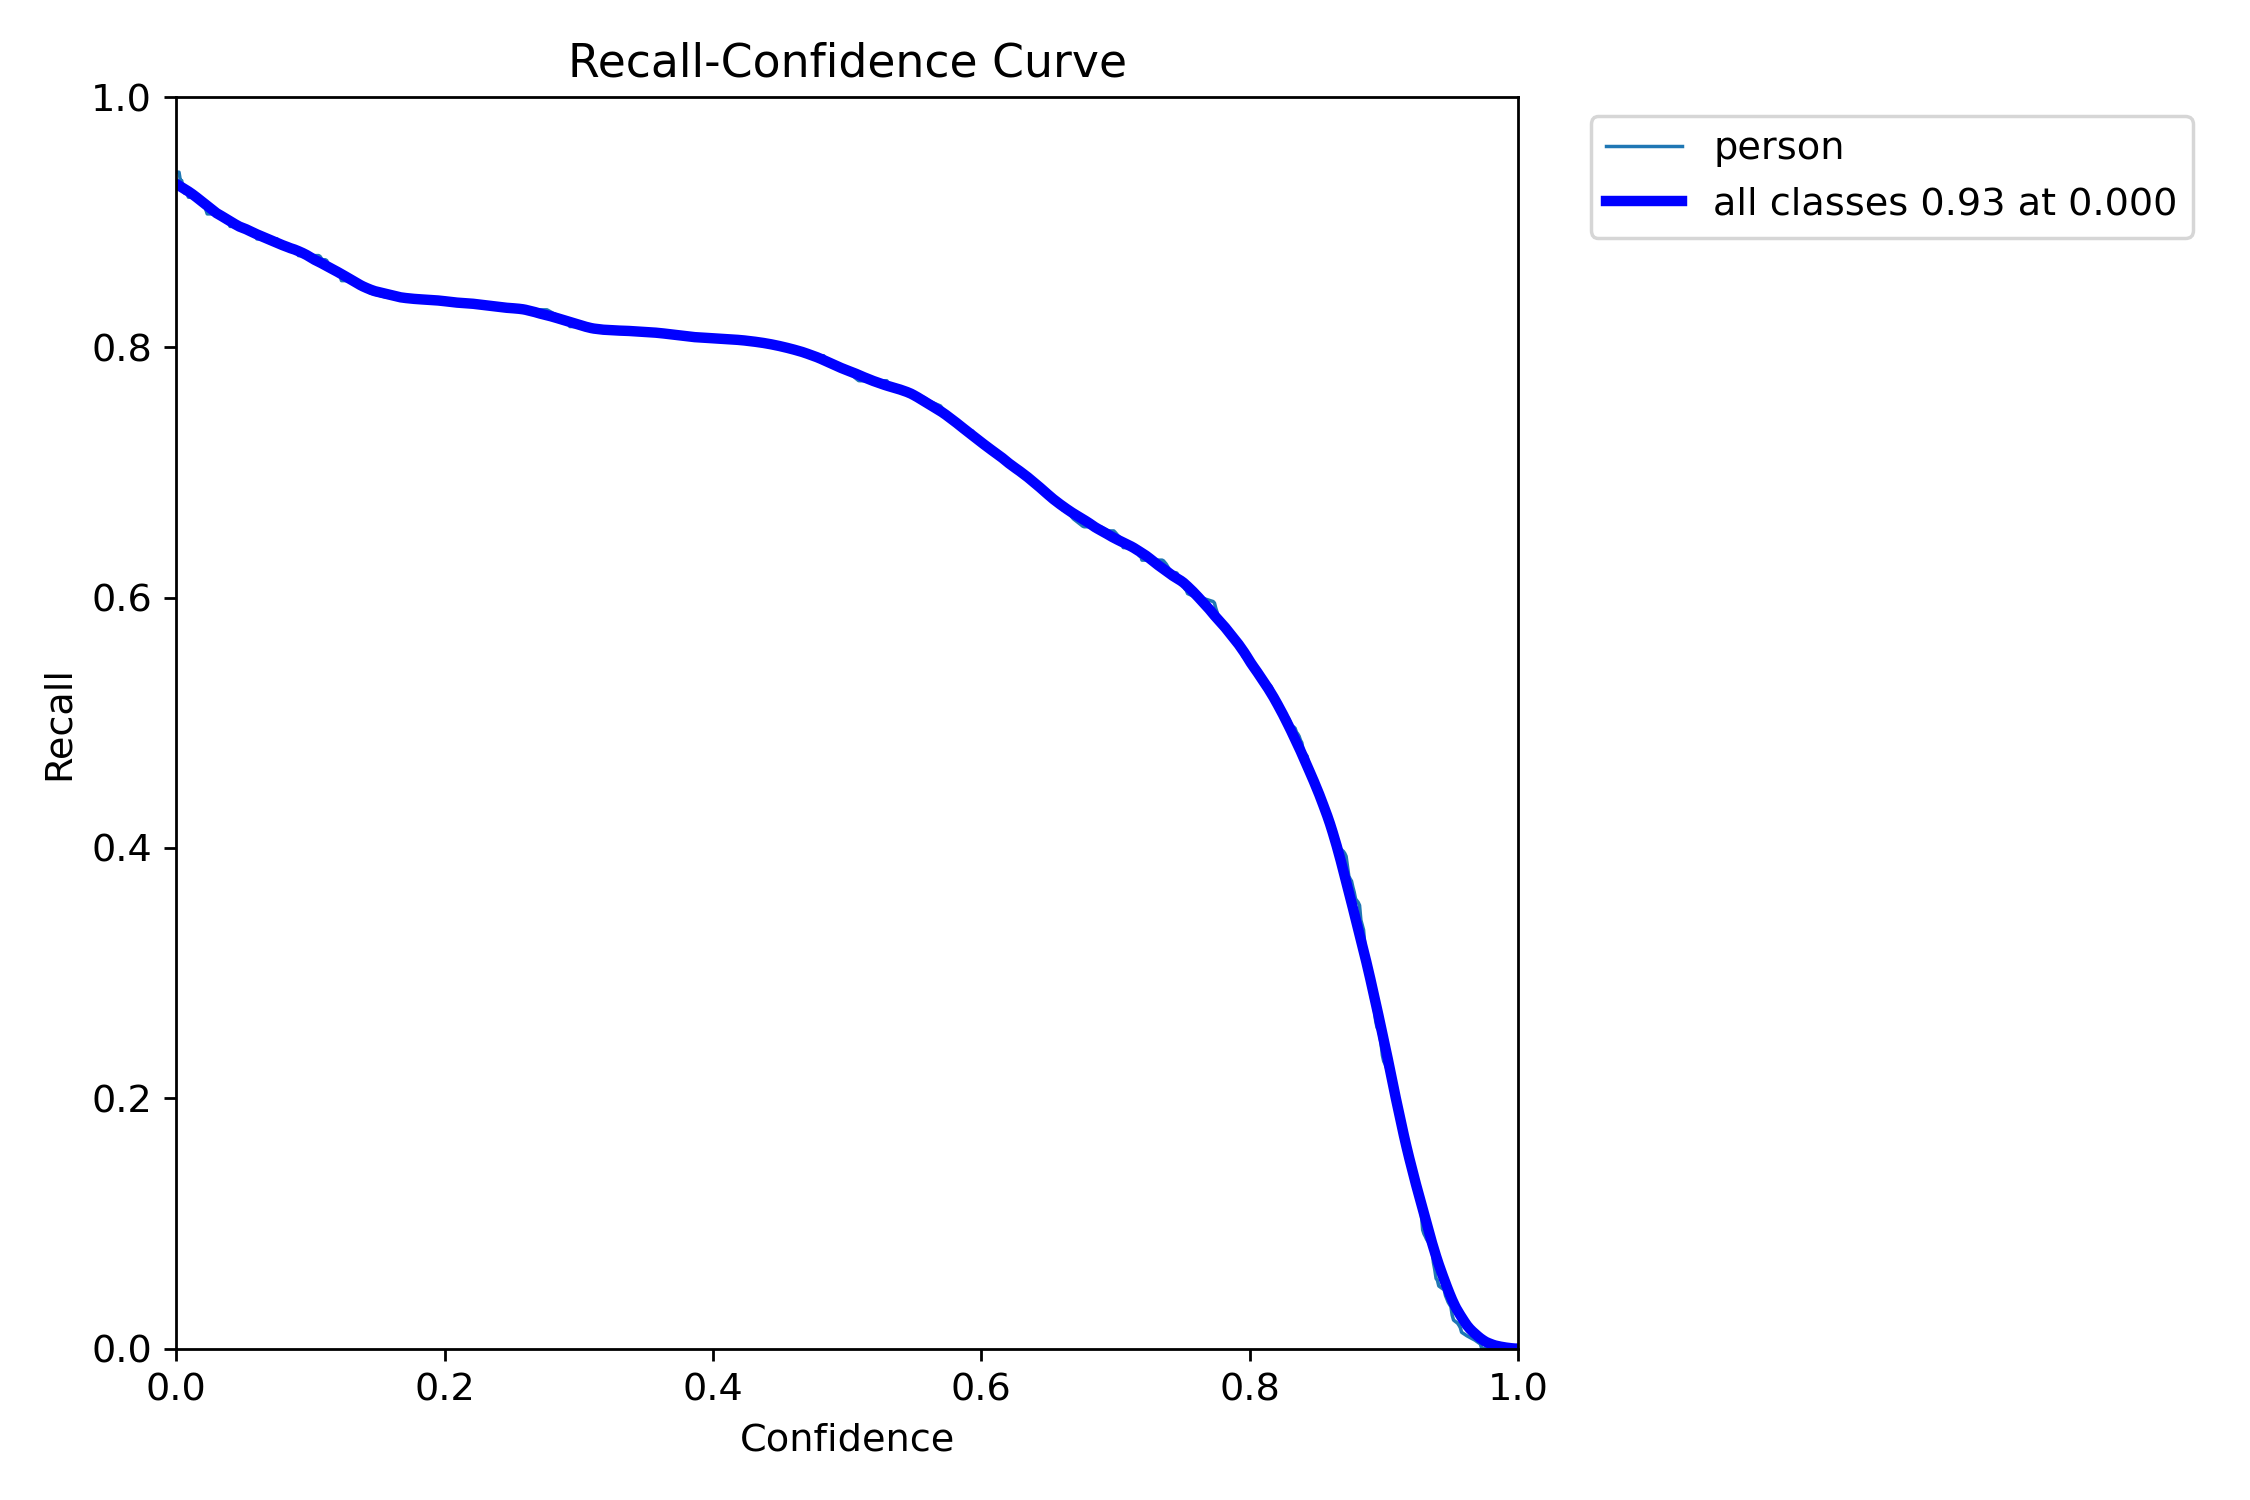 Recall-Confidence Curve
1.0
0.8
0.6
0.4
0.2
0.0
Recall
0.0 0.2 0.4 0.6 0.8 1.0
Confidence
person
all classes 0.93 at 0.000